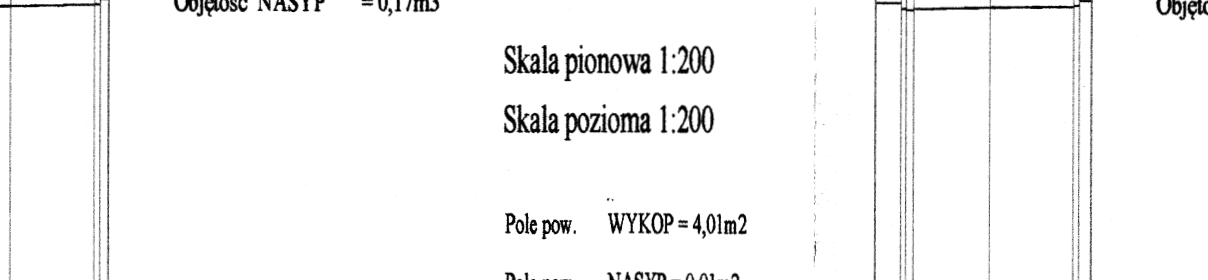 Objętość NASYP = 0,17m3
Objęto
Skala pionowa 1:200
Skala pozioma 1:200
Pole pow. WYKOP = 4,01m2
Pole pow. NASYP = 0,01m2